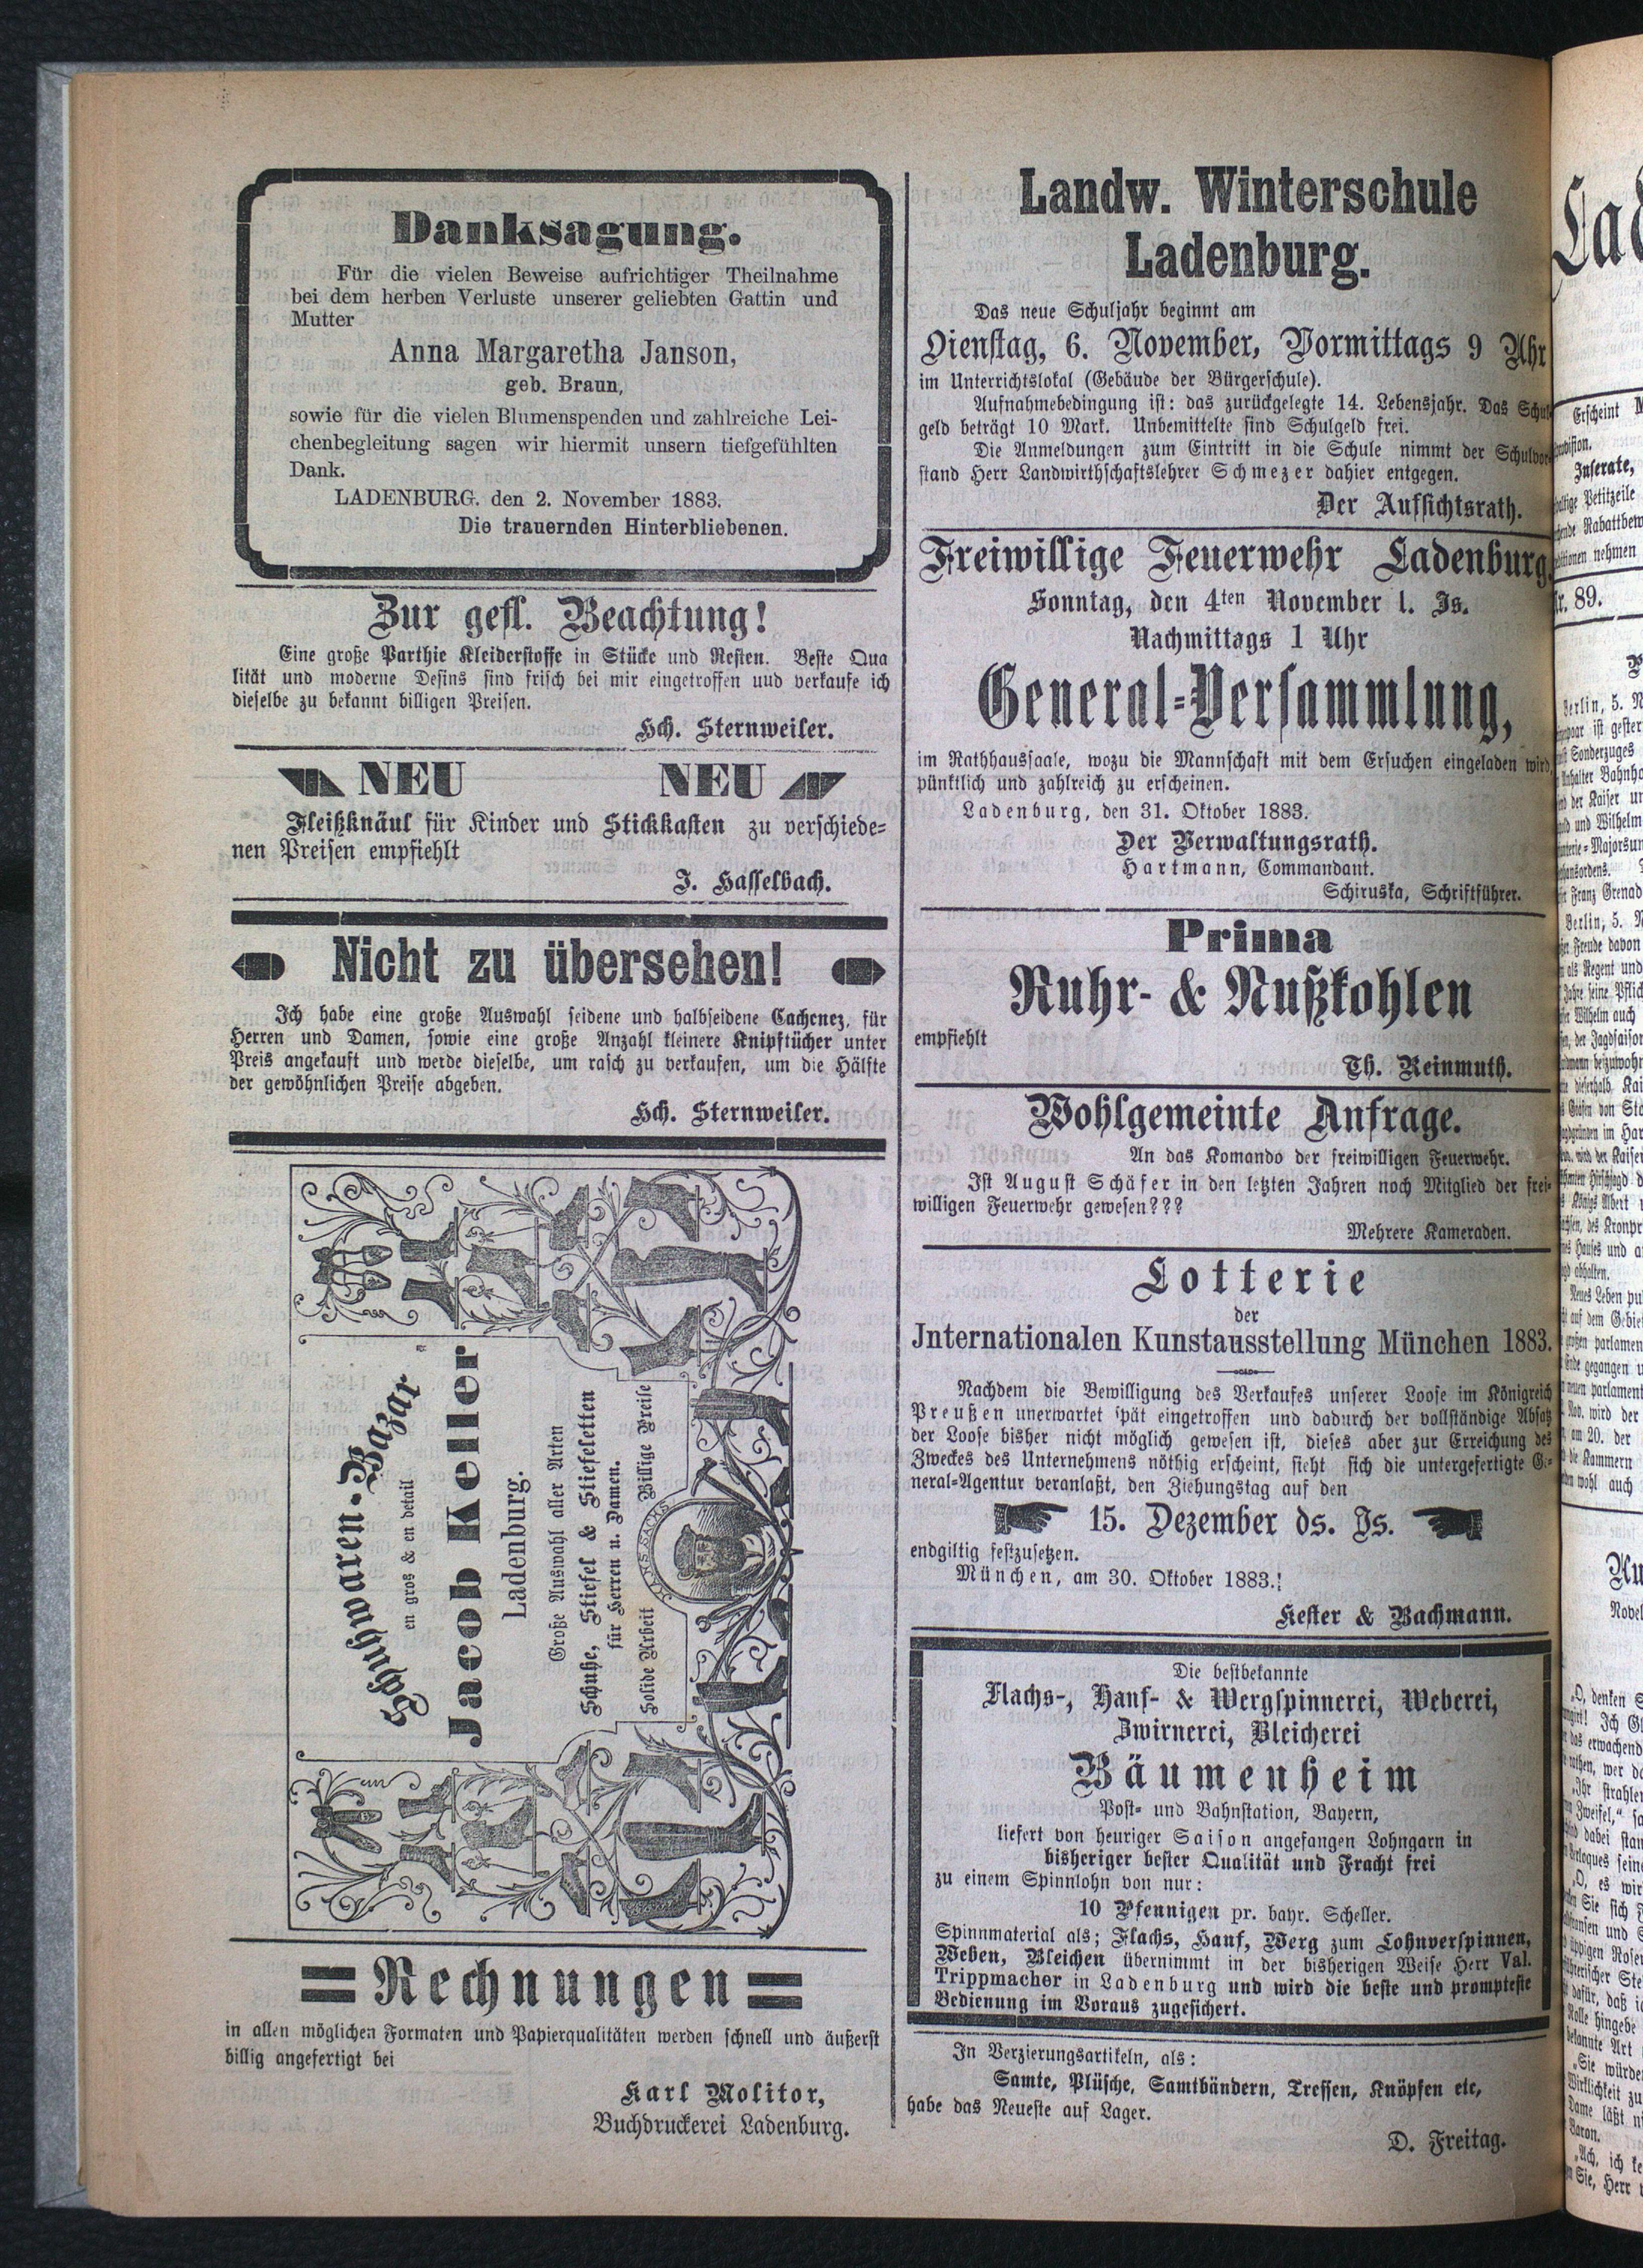 Danksagung.
Für die vielen Beweise aufrichtiger Theilnahme
bei dem herben Verluste unserer geliebten Gattin und
Mutter
Anna Margaretha Janson,
geb. Braun,
sowie für die vielen Blumenspenden und zahlreiche Lei-
chenbegleitung sagen wir hiermit unsern tiefgefühlten
Dank.
LADENBURG. den 2. November 1883.
Die trauernden Hinterbliebenen.
Zur gefl. Beachtung!
Eine große Parthie Kleiderstoffe in Stücke und Resten. Beste Qua
lität und moderne Desins sind frisch bei mir eingetroffen uud verkaufe ich
dieselbe zu bekannt billigen Preisen.
Hch. Sternweiler.
NEU NEU
Fleißknäul für Kinder und Stickkasten zu verschiede-
nen Preisen empfiehlt
J. Hasselbach.
Nicht zu übersehen!
Ich habe eine große Auswahl seidene und halbseidene Cachenez, für
Herren und Damen, sowie eine große Anzahl kleinere Knipftücher unter
Preis angekauft und werde dieselbe, um rasch zu verkaufen, um die Hälfte
der gewöhnlichen Preise abgeben.
Hch. Sternweiler.
Schuhwaren-Bazar
en gros & en detail
Jacob Keller
Ladenburg.
Große Auswahl aller Arten
Schuhe, Stiefel & Stiefeletten
für Herren u. Damen.
Solide Arbeit Billige Preise
HANS SACHS
Rechnungen
in allen möglichen Formaten und Papierqualitäten werden schnell und äußerst
billig angefertigt bei
Karl Molitor,
Buchdruckerei Ladenburg.
Landw. Winterschule
Ladenburg.
Das neue Schuljahr beginnt am
Dienstag, 6. November, Vormittags 9 Uhr
im Unterrichtslokal (Gebäude der Bürgerschule).
Aufnahmebedingung ist: das zurückgelegte 14. Lebensjahr. Das Schul
geld beträgt 10 Mark. Unbemittelte sind Schulgeld frei.
Die Anmeldungen zum Eintritt in die Schule nimmt der Schulvor
stand Herr Landwirthschaftslehrer Schmezer dahier entgegen.
Der Aufsichtsrath.
Freiwillige Feuerwehr Ladenburg.
Sonntag, den 4ten November l. Js.
Nachmittags 1 Uhr
General-Versammlung,
im Rathhaussaale, wozu die Mannschaft mit dem Ersuchen eingeladen wird,
pünktlich und zahlreich zu erscheinen.
Ladenburg, den 31. Oktober 1883.
Der Verwaltungsrath.
Hartmann, Commandant.
Schiruska, Schriftführer.
Prima
Ruhr- & Nußkohlen
empfiehlt
Th. Reinmuth.
Wohlgemeinte Anfrage.
An das Komando der freiwilligen Feuerwehr.
Ist August Schäfer in den letzten Jahren noch Mitglied der frei-
willigen Feuerwehr gewesen???
Mehrere Kameraden.
Lotterie
der
Jnternationalen Kunstausstellung München 1883.
Nachdem die Bewilligung des Verkaufes unserer Loose im Königreich
Preußen unerwartet spät eingetroffen und dadurch der vollständige Absatz
der Loose bisher nicht möglich gewesen ist, dieses aber zur Erreichung des
Zweckes des Unternehmens nöthig erscheint, sieht sich die untergefertigte Ge-
neral-Agentur veranlaßt, den Ziehungstag auf den
15. Dezember ds. Js.
endgiltig festzusetzen.
München, am 30. Oktober 1883.
Kester & Bachmann.
Die bestbekannte
Flachs-, Hanf- & Wergspinnerei, Weberei,
Zwirnerei, Bleicherei
Bäumenheim
Post- und Bahnstation, Bayern,
liefert von heuriger Saison angefangen Lohngarn in
bisheriger bester Qualität und Fracht frei
zu einem Spinnlohn von nur:
10 Pfennigen pr. bayr. Scheller.
Spinnmaterial als; Flachs, Hanf, Werg zum Lohnverspinnen,
Weben, Bleichen übernimmt in der bisherigen Weise Herr Val.
Trippmacher in Ladenburg und wird die beste und prompteste
Bedienung im Voraus zugesichert.
In Verzierungsartikeln, als:
Samte, Plüsche, Samtbändern, Tressen, Knöpfen etc,
habe das Neueste auf Lager.
D. Freitag.
Erscheint
Inserate,
89.